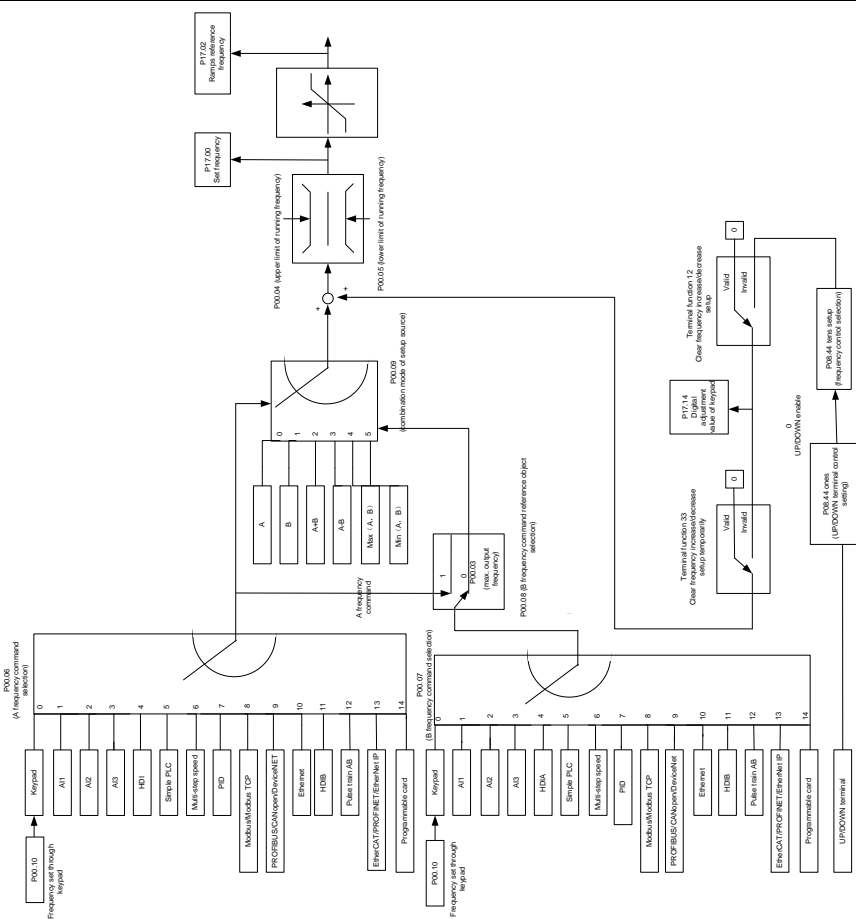 P17.02
Ramps reference
frequency
P17.00
Set frequency
P00.04 (upper limit of running frequency)
P00.05 (lower limit of running frequency)
+
+
P00.09
(combination mode of setup source)
0
1
2
3
4
5
A
B
A+B
A-B
Max（A，B）
Min（A，B）
A frequency
command
1
0
P00.03
(max. output
frequency)
P00.08 (B frequency command reference object
selection)
Terminal function 12
Clear frequency increase/decrease
setup
Valid
Invalid
0
P17.14
Digital
adjustment
value of keypad
Terminal function 33
Clear frequency increase/decrease
setup temporarily
Valid
Invalid
0
P08.44 tens setup
(frequency control selection)
0
UP/DOWN enable
P08.44 ones
(UP/DOWN terminal control
setting)
UP/DOWN terminal
P00.06
(A frequency command
selection)
0
1
2
3
4
5
6
7
8
9
10
11
12
13
14
Keypad
AI1
AI2
AI3
HDI
Simple PLC
Multi-step speed
PID
Modbus/Modbus TCP
PROFIBUS/CANopen/DeviceNET
Ethernet
HDIB
Pulse train AB
EtherCAT/PROFINET/EtherNet IP
Programmable card
P00.10
Frequency set through
keypad
P00.07
(B frequency command selection)
0
1
2
3
4
5
6
7
8
9
10
11
12
13
14
Keypad
AI1
AI2
AI3
HDIA
Simple PLC
Multi-step speed
PID
Modbus/Modbus TCP
PROFIBUS/CANopen/DeviceNet
Ethernet
HDIB
Pulse train AB
EtherCAT/PROFINET/EtherNet IP
Programmable card
P00.10
Frequency set through
keypad